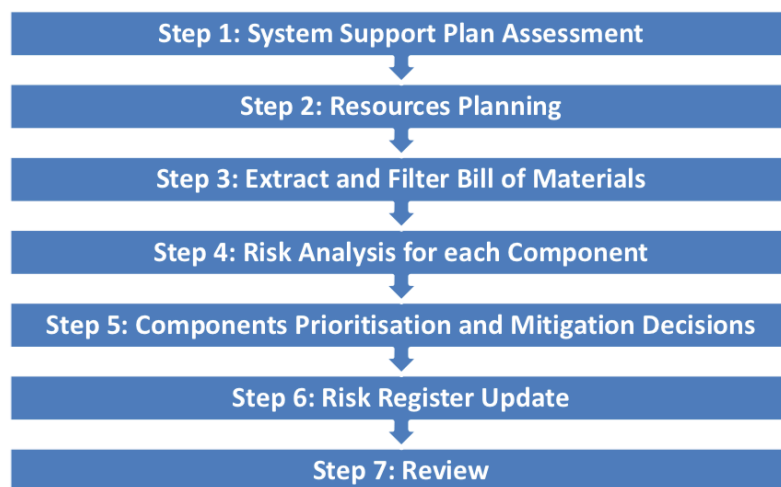 Step 1: System Support Plan Assessment
Step 2: Resources Planning
Step 3: Extract and Filter Bill of Materials
Step 4: Risk Analysis for each Component
Step 5: Components Prioritisation and Mitigation Decisions
Step 6: Risk Register Update
Step 7: Review